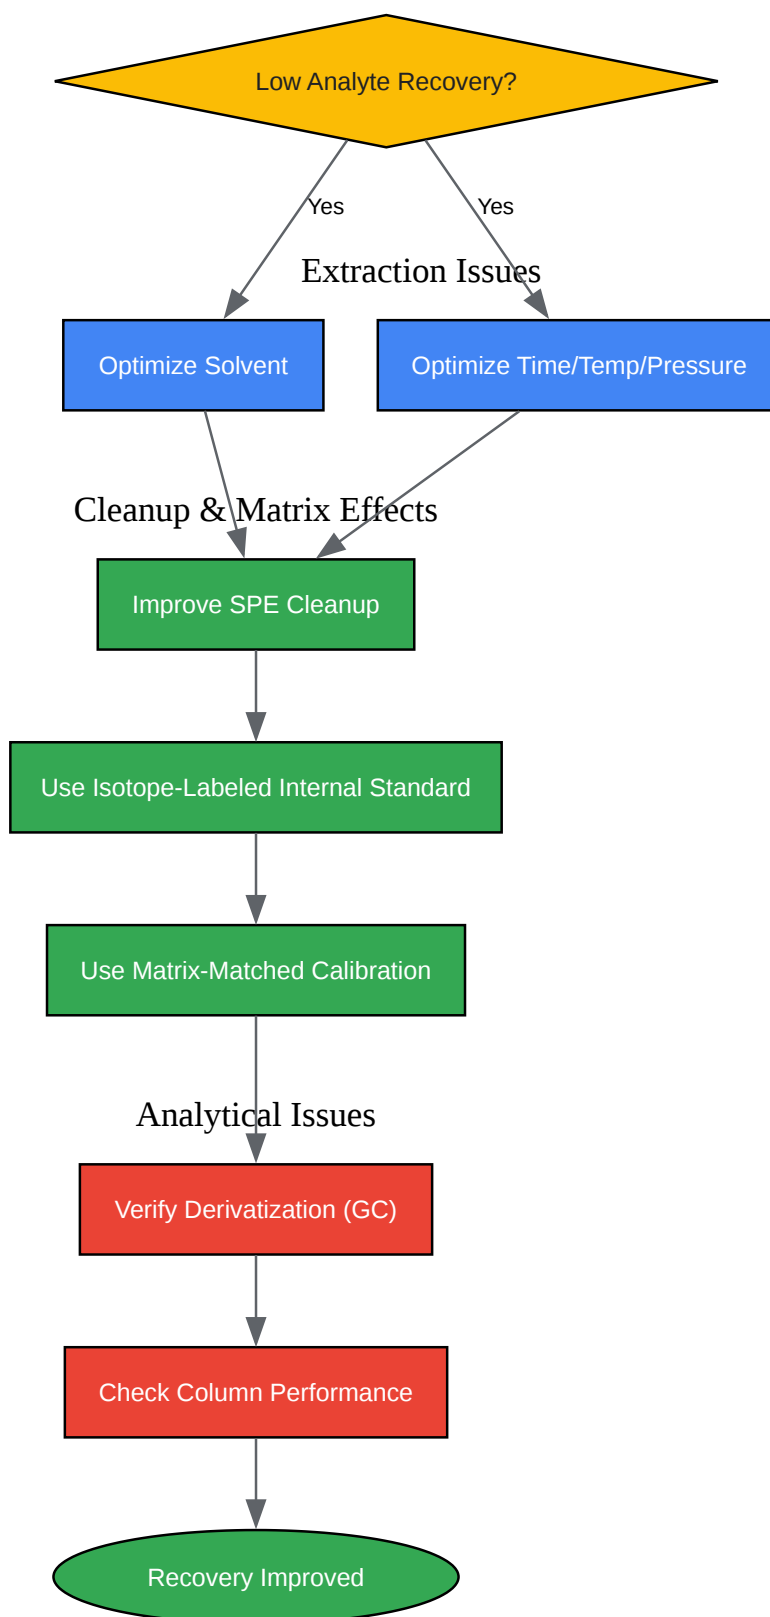 Low Analyte Recovery?
Yes
Yes
Extraction Issues
Optimize Solvent
Optimize Time/Temp/Pressure
Cleanup & Matrix Effects
Improve SPE Cleanup
Use Isotope-Labeled Internal Standard
Use Matrix-Matched Calibration
Analytical Issues
Verify Derivatization (GC)
Check Column Performance
Recovery Improved